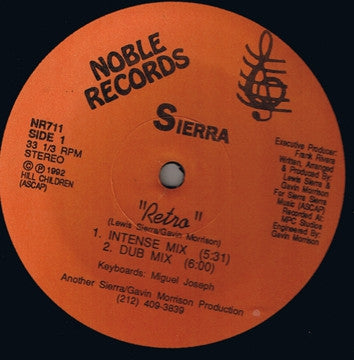 NOBLE
RECORDS
SIERRA
NR711
SIDE 1
33 1/3 RPM
STEREO
© ℗ 1992
HILL CHILDREN
(ASCAP)
Executive Producer:
Frank Rivera
Written, Arranged
& Produced By:
Lewis Sierra &
Gavin Morrison
For Sierra Sierra
Music (ASCAP)
Recorded At:
MPC Studios
Engineered By:
Gavin Morrison
"Retro"
(Lewis Sierra/Gavin Morrison)
1. INTENSE MIX (5:31)
2. DUB MIX (6:00)
Keyboards: Miguel Joseph
Another Sierra/Gavin Morrison Production
(212) 409-3839